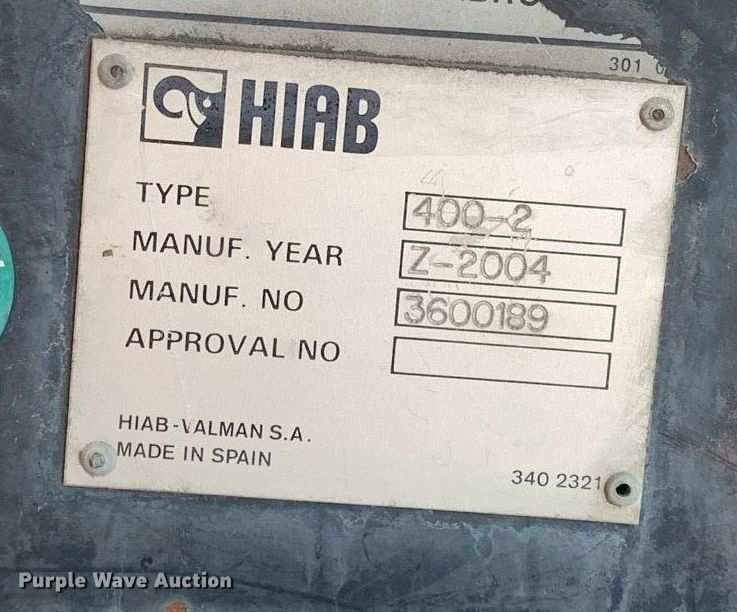 301 0
HIAB
TYPE 400-2
MANUF. YEAR Z-2004
MANUF. NO 3600189
APPROVAL NO
HIAB-VALMAN S.A.
MADE IN SPAIN
340 2321
Purple Wave Auction